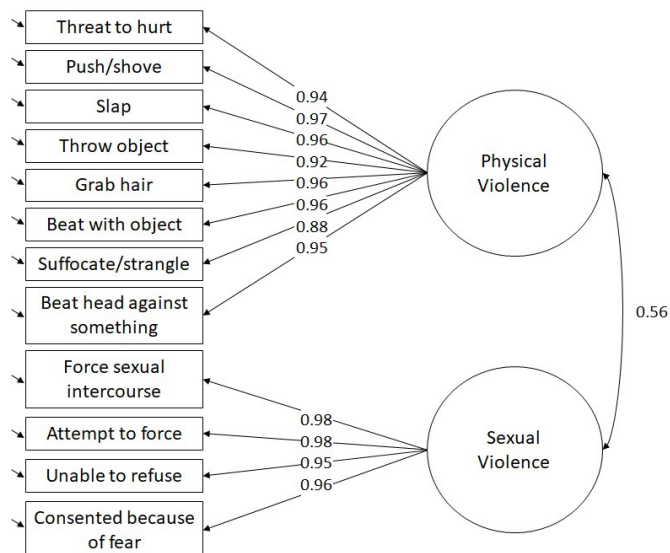 Threat to hurt
Push/shove
Slap
Throw object
Grab hair
Beat with object
Suffocate/strangle
Beat head against
something
Force sexual
intercourse
Attempt to force
Unable to refuse
Consented because
of fear
0.94
0.97
0.96
0.92
0.96
0.96
0.88
0.95
0.98
0.98
0.95
0.96
Physical
Violence
Sexual
Violence
0.56